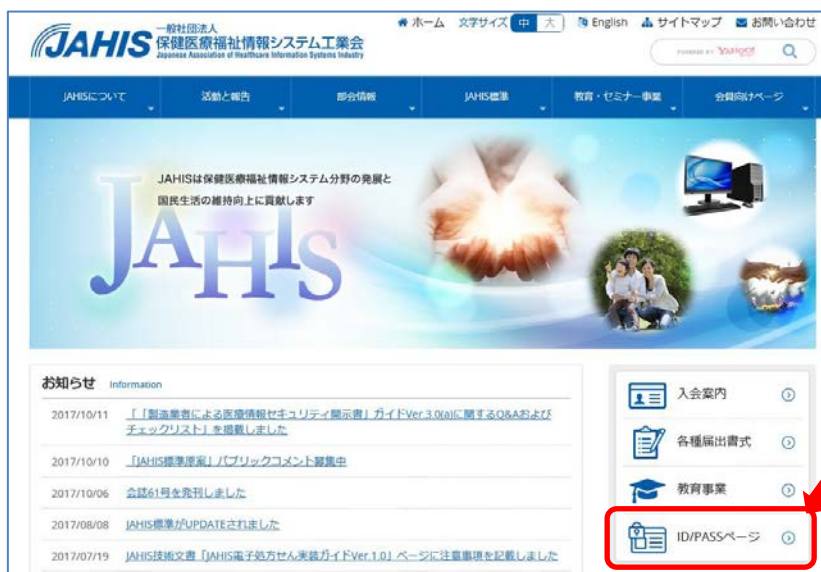 JAHIS
一般社団法人
保健医療福祉情報システム工業会
Japanese Association of Healthcare Information Systems Industry
ホーム 文字サイズ 中 大 English サイトマップ お問い合わせ
POWERED BY YAHOO!
JAHISについて 活動と報告 部会情報 JAHIS標準 教育・セミナー事業 会員向けページ
JAHISは保健医療福祉情報システム分野の発展と
国民生活の維持向上に貢献します
JAHIS
お知らせ Information
2017/10/11 「「製造業者による医療情報セキュリティ開示書」ガイドVer.3.0(a)に関するQ&Aおよび
チェックリスト」を掲載しました
2017/10/10 「JAHIS標準原案」パブリックコメント募集中
2017/10/06 会誌61号を発刊しました
2017/08/08 JAHIS標準がUPDATEされました
2017/07/19 JAHIS技術文書「JAHIS電子処方せん実装ガイドVer.1.0」ページに注意事項を記載しました
入会案内
各種届出書式
教育事業
ID/PASSページ